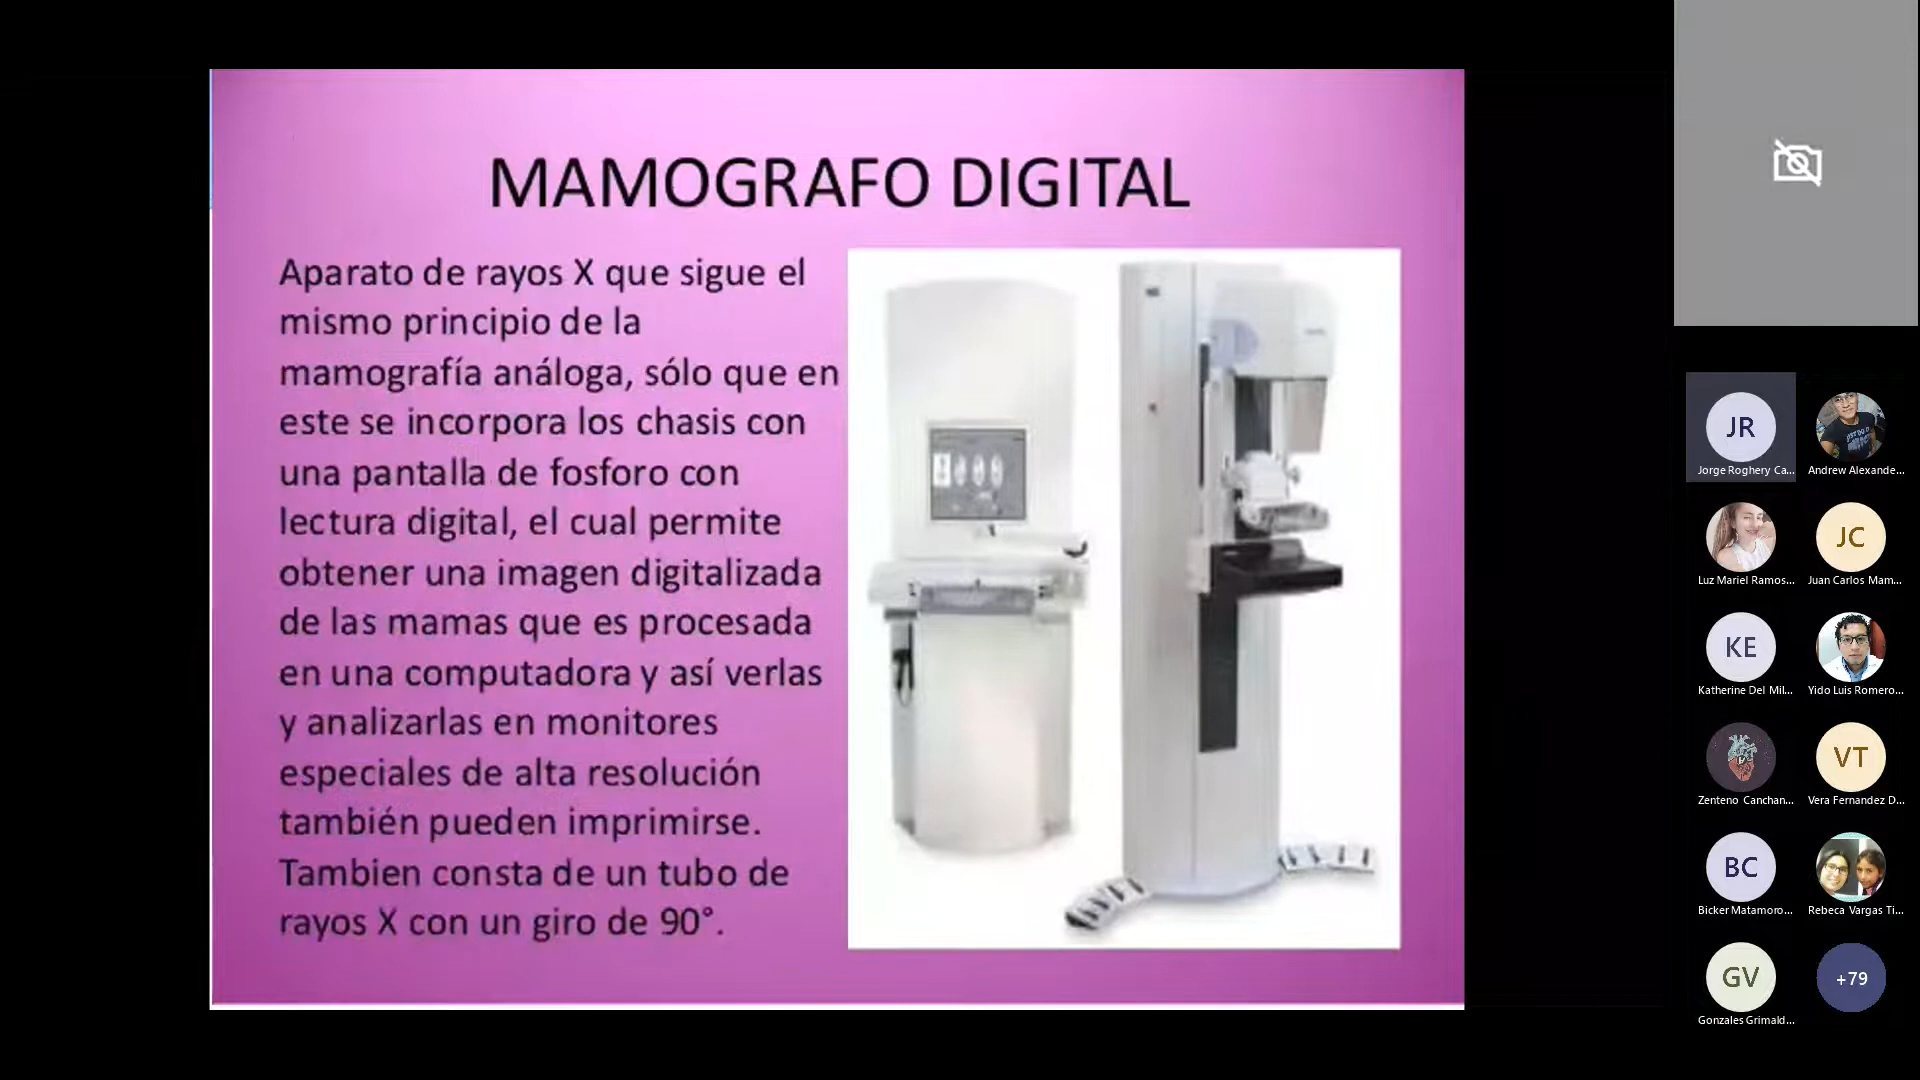 MAMOGRAFO DIGITAL
Aparato de rayos X que sigue el
mismo principio de la
mamografía análoga, sólo que en
este se incorpora los chasis con
una pantalla de fosforo con
lectura digital, el cual permite
obtener una imagen digitalizada
de las mamas que es procesada
en una computadora y así verlas
y analizarlas en monitores
especiales de alta resolución
también pueden imprimirse.
Tambien consta de un tubo de
rayos X con un giro de 90°.
JR
Jorge Roghery Ca...
Andrew Alexande...
Luz Mariel Ramos...
JC
Juan Carlos Mam...
KE
Katherine Del Mil...
Yido Luis Romero...
Zenteno Canchan...
VT
Vera Fernandez D...
BC
Bicker Matamoro...
Rebeca Vargas Ti...
GV
Gonzales Grimald...
+79